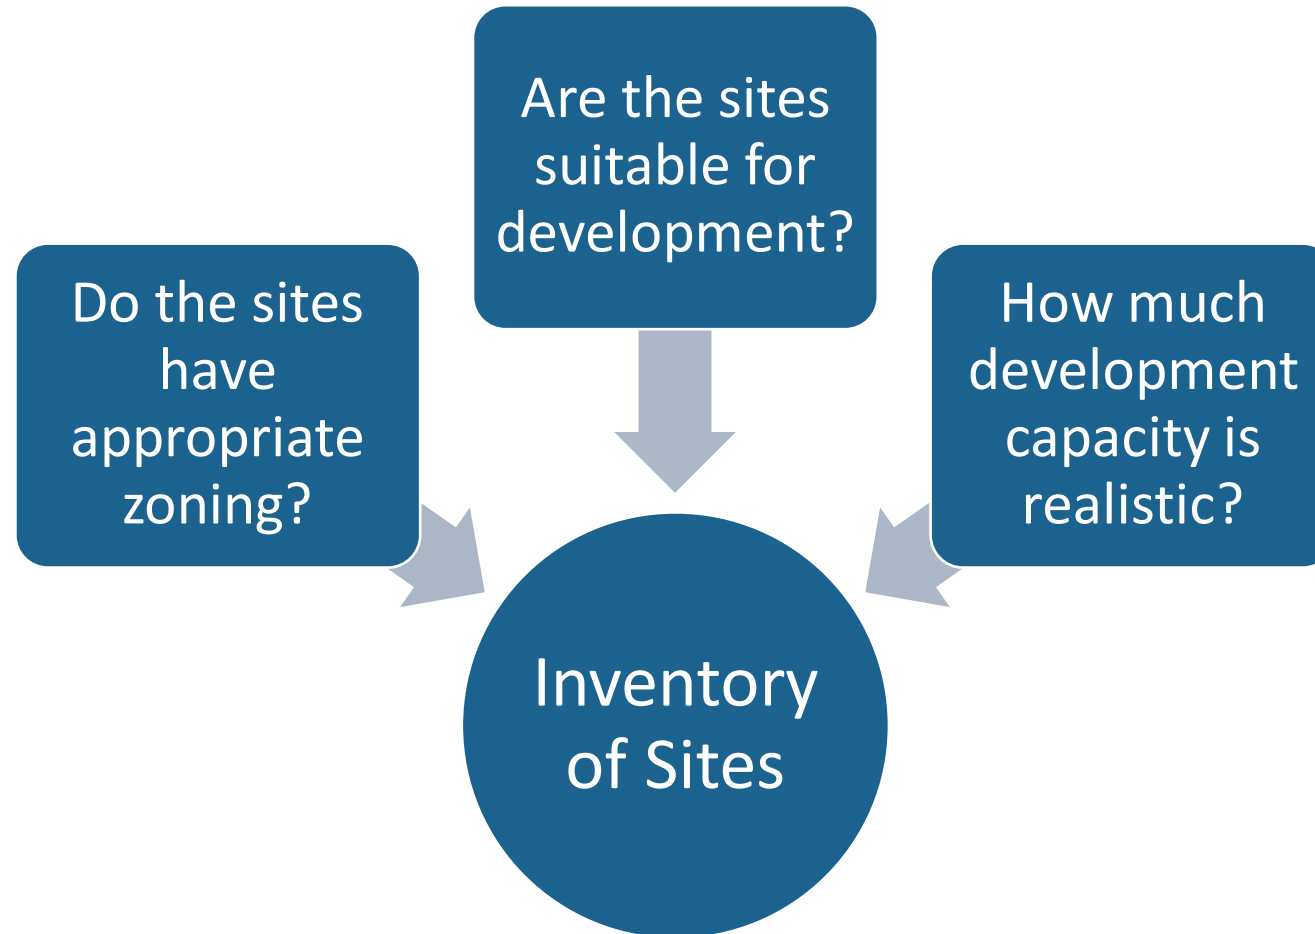 Are the sites
suitable for
development?
Do the sites
have
appropriate
zoning?
How much
development
capacity is
realistic?
Inventory
of Sites